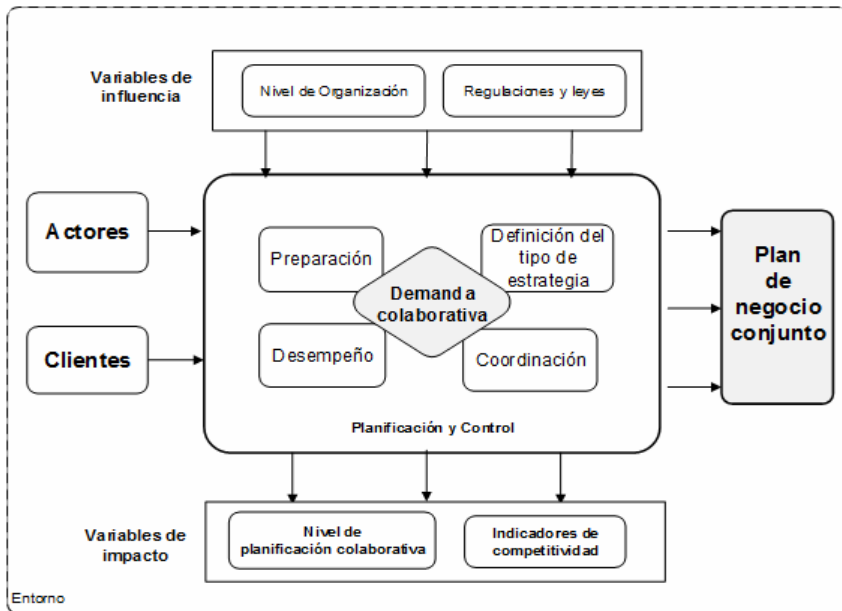 Variables de
influencia
Nivel de Organización
Regulaciones y leyes
Actores
Clientes
Preparación
Definición del
tipo de
estrategia
Demanda
colaborativa
Desempeño
Coordinación
Planificación y Control
Plan
de
negocio
conjunto
Variables de
impacto
Nivel de
planificación colaborativa
Indicadores de
competitividad
Entorno